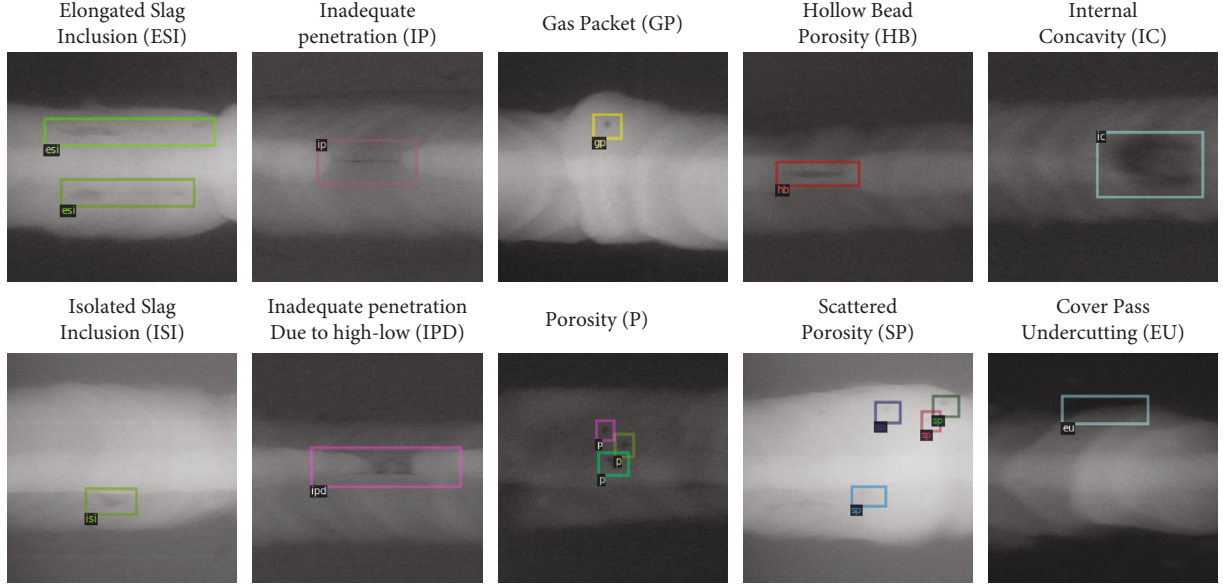 Elongated Slag
Inclusion (ESI)
Inadequate
penetration (IP)
Gas Packet (GP)
Hollow Bead
Porosity (HB)
Internal
Concavity (IC)
esi
esi
ip
gp
hb
ic
Isolated Slag
Inclusion (ISI)
Inadequate penetration
Due to high-low (IPD)
Porosity (P)
Scattered
Porosity (SP)
Cover Pass
Undercutting (EU)
isi
ipd
p
p
p
sp
sp
sp
eu